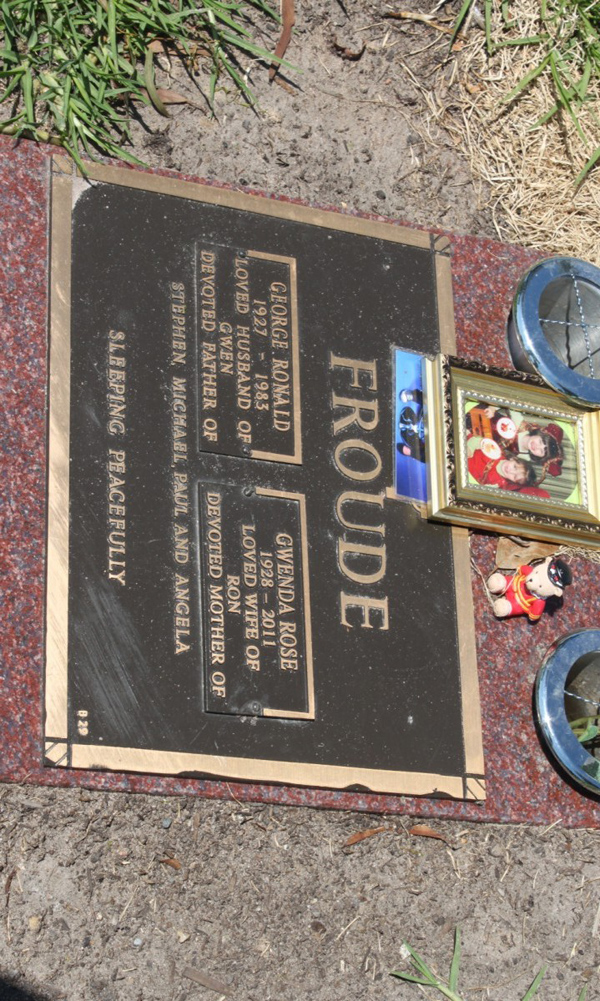 FROUDE
GEORGE RONALD
1927 - 1983
LOVED HUSBAND OF
GWEN
DEVOTED FATHER OF
GWENDA ROSE
1928 - 2011
LOVED WIFE OF
RON
DEVOTED MOTHER OF
STEPHEN, MICHAEL, PAUL AND ANGELA
SLEEPING PEACEFULLY